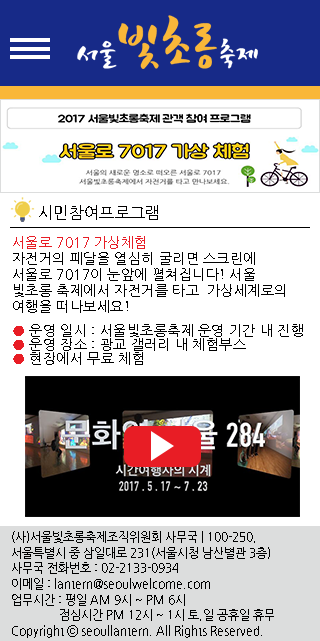 서울 빛초롱 축제
2017 서울빛초롱축제 관객 참여 프로그램
서울로 7017 가상 체험
서울의 새로운 명소로 떠오른 서울로 7017
서울빛초롱축제에서 자전거를 타고 만나보세요.
시민참여프로그램
서울로 7017 가상체험
자전거의 페달을 열심히 굴리면 스크린에
서울로 7017이 눈앞에 펼쳐집니다! 서울
빛초롱 축제에서 자전거를 타고 가상세계로의
여행을 떠나보세요!
운영 일시 : 서울빛초롱축제 운영 기간 내 진행
운영 장소 : 광교 갤러리 내 체험부스
현장에서 무료 체험
문화역 서울 284
시간여행자의 시계
2017. 5. 17 ~ 7. 23
(사)서울빛초롱축제조직위원회 사무국 | 100-250,
서울특별시 중 삼일대로 231(서울시청 남산별관 3층)
사무국 전화번호 : 02-2133-0934
이메일 : lantern@seoulwelcome.com
업무시간 : 평일 AM 9시 ~ PM 6시
점심시간 PM 12시 ~ 1시 토,일 공휴일 휴무
Copyright ⓒ seoullantern. All Rights Reserved.